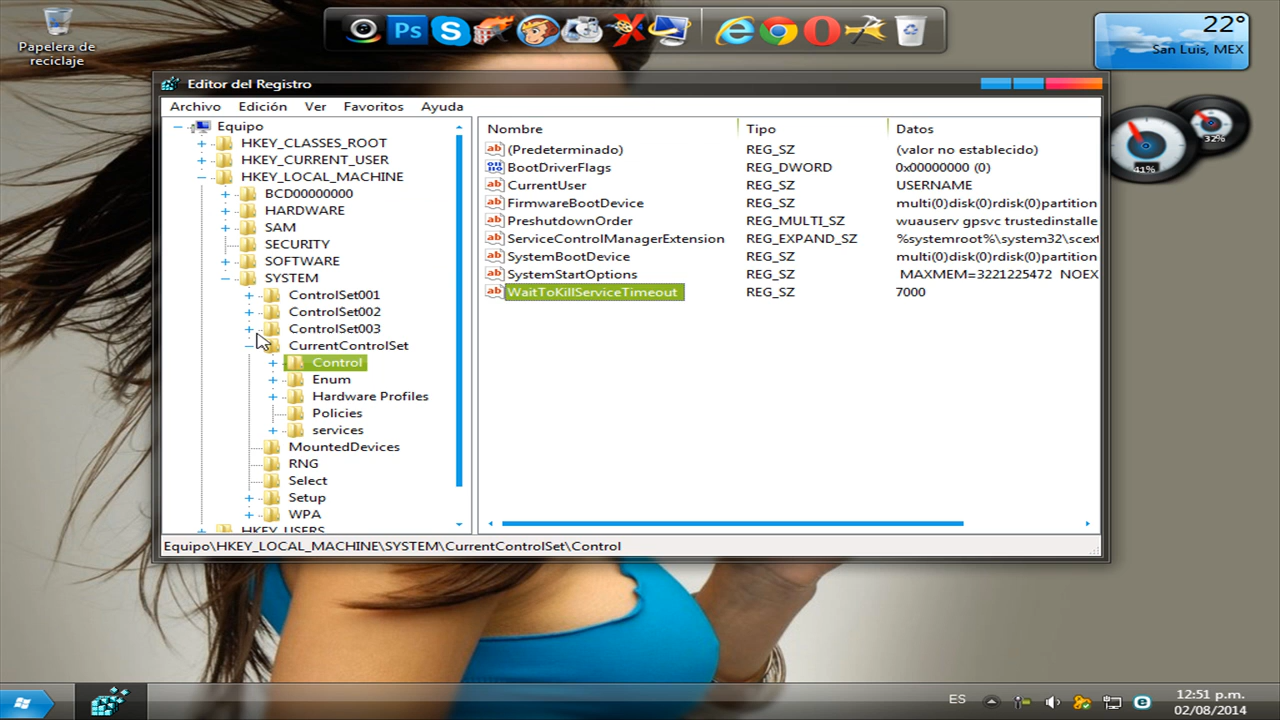 Papelera de
reciclaje
Ps
22°
San Luis, MEX
41%
32%
Editor del Registro
Archivo Edición Ver Favoritos Ayuda
Equipo
HKEY_CLASSES_ROOT
HKEY_CURRENT_USER
HKEY_LOCAL_MACHINE
BCD00000000
HARDWARE
SAM
SECURITY
SOFTWARE
SYSTEM
ControlSet001
ControlSet002
ControlSet003
CurrentControlSet
Control
Enum
Hardware Profiles
Policies
services
MountedDevices
RNG
Select
Setup
WPA
HKEY_USERS
Nombre Tipo Datos
(Predeterminado) REG_SZ (valor no establecido)
BootDriverFlags REG_DWORD 0x00000000 (0)
CurrentUser REG_SZ USERNAME
FirmwareBootDevice REG_SZ multi(0)disk(0)rdisk(0)partition
PreshutdownOrder REG_MULTI_SZ wuauserv gpsvc trustedinstalle
ServiceControlManagerExtension REG_EXPAND_SZ %systemroot%\system32\scext
SystemBootDevice REG_SZ multi(0)disk(0)rdisk(0)partition
SystemStartOptions REG_SZ MAXMEM=3221225472 NOEX
WaitToKillServiceTimeout REG_SZ 7000
Equipo\HKEY_LOCAL_MACHINE\SYSTEM\CurrentControlSet\Control
ES
12:51 p.m.
02/08/2014